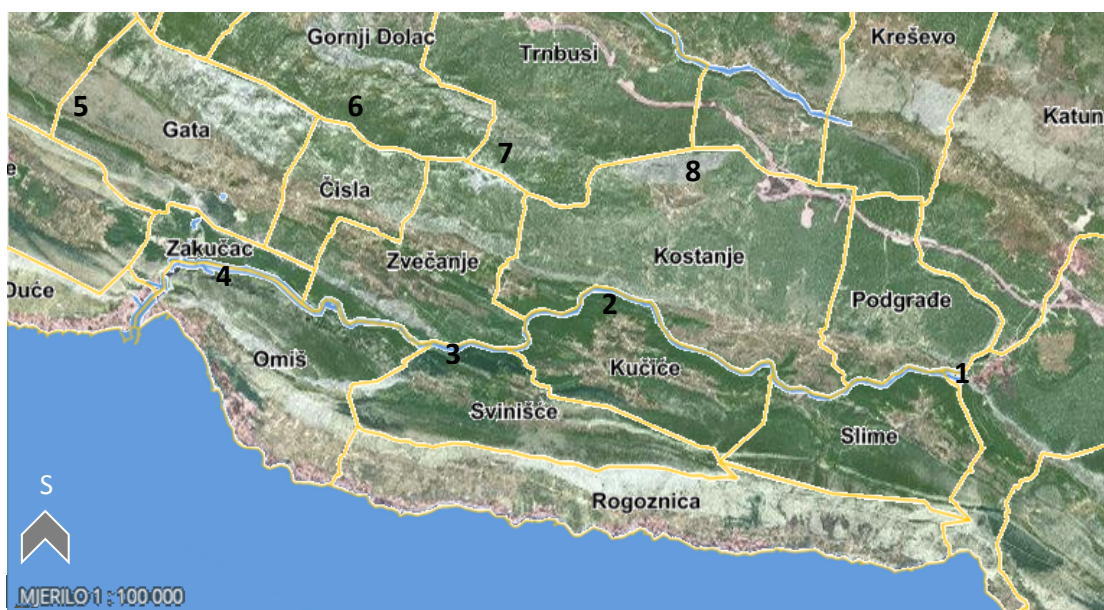 Gornji Dolac
Trnbusi
Kreševo
5
6
Gata
Katun
7
8
e
Čisla
Zakučac
Zvečanje
Kostanje
4
Duće
2
Podgrađe
Omiš
3
Kučiće
1
Svinišće
Slime
S
Rogoznica
MJERILO 1 : 100 000